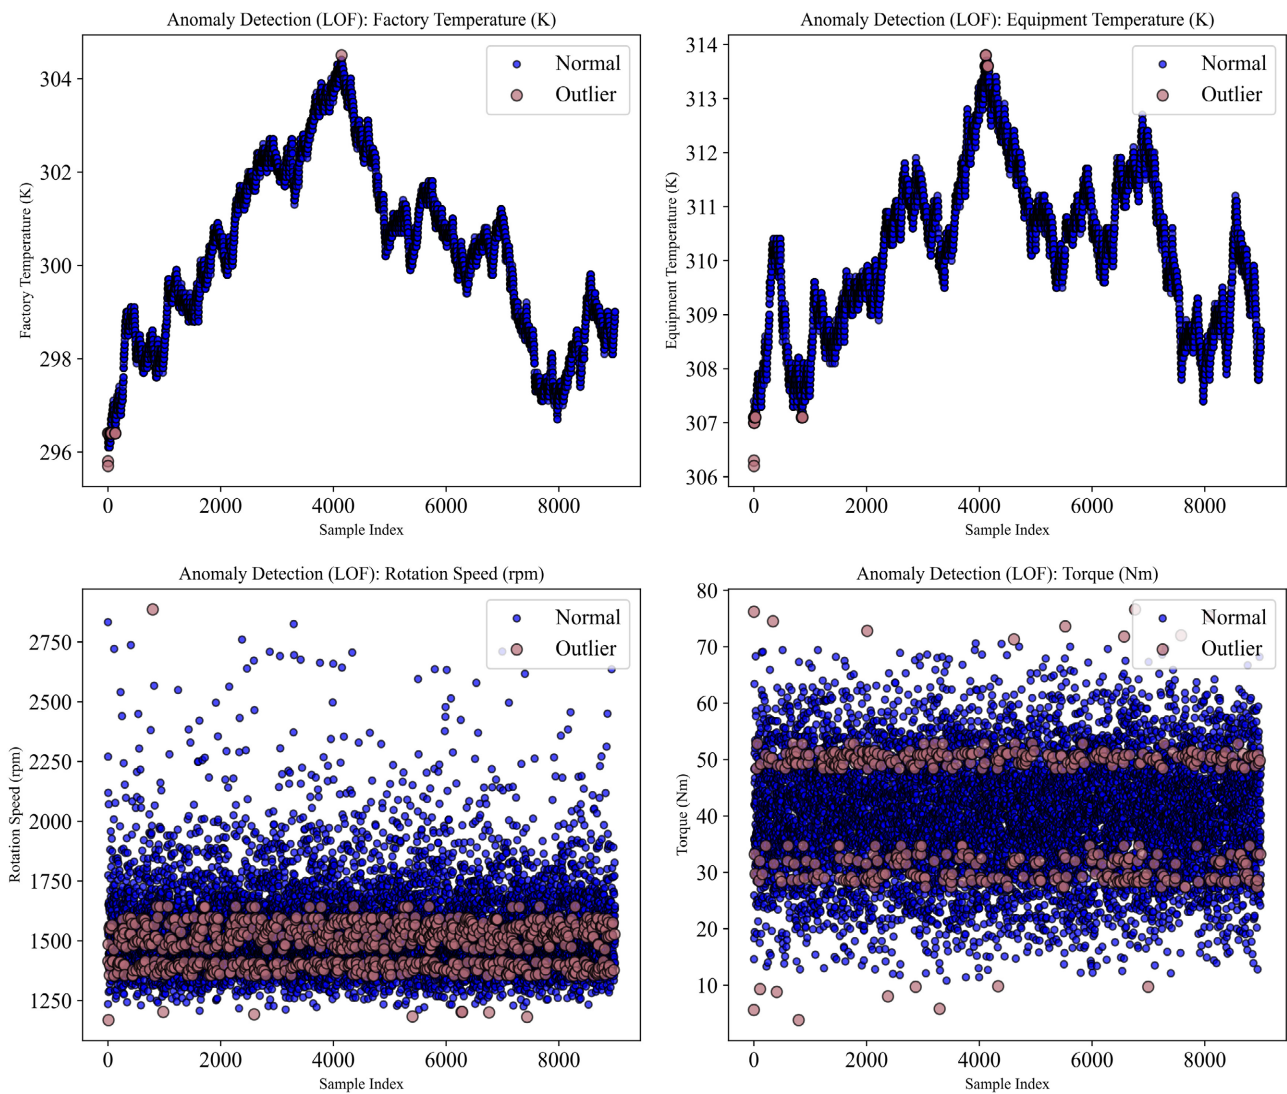 Anomaly Detection (LOF): Factory Temperature (K)
Factory Temperature (K)
304
302
300
298
296
0 2000 4000 6000 8000
Sample Index
Normal
Outlier
Anomaly Detection (LOF): Equipment Temperature (K)
Equipment Temperature (K)
314
313
312
311
310
309
308
307
306
0 2000 4000 6000 8000
Sample Index
Normal
Outlier
Anomaly Detection (LOF): Rotation Speed (rpm)
Rotation Speed (rpm)
2750
2500
2250
2000
1750
1500
1250
0 2000 4000 6000 8000
Sample Index
Normal
Outlier
Anomaly Detection (LOF): Torque (Nm)
Torque (Nm)
80
70
60
50
40
30
20
10
0 2000 4000 6000 8000
Sample Index
Normal
Outlier